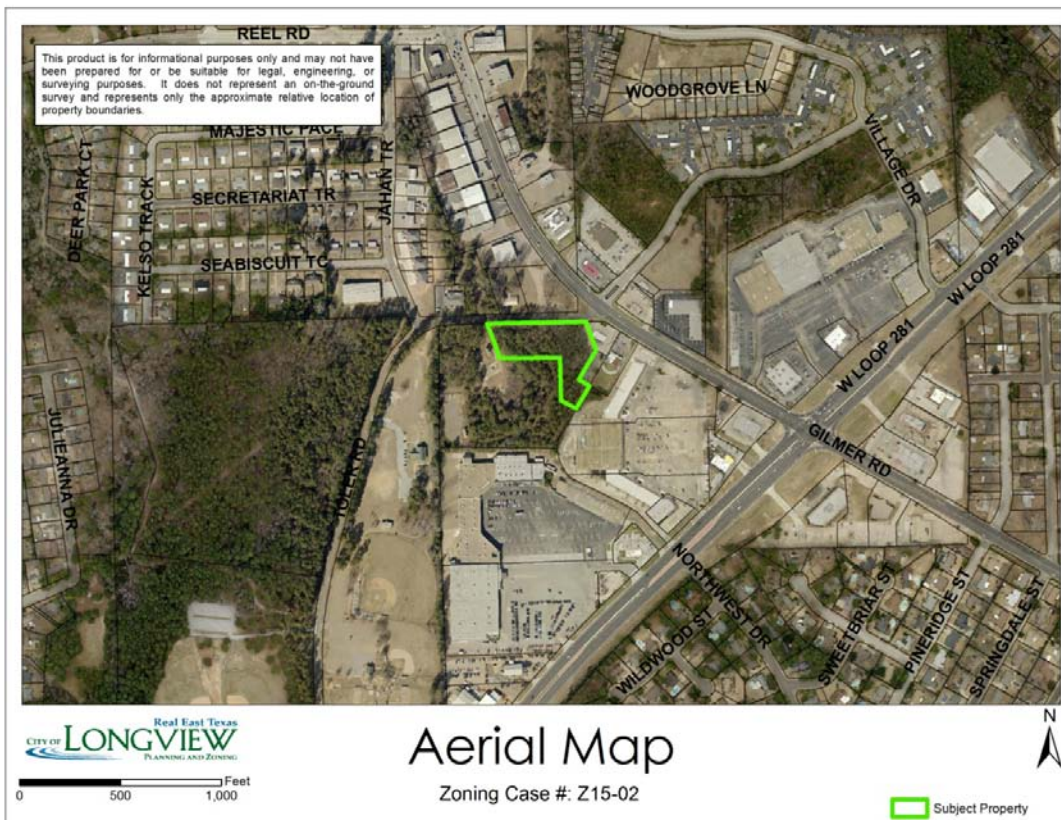 REEL RD
This product is for informational purposes only and may not have
been prepared for or be suitable for legal, engineering, or
surveying purposes. It does not represent an on-the-ground
survey and represents only the approximate relative location of
property boundaries.
WOODGROVE LN
MAJESTIC PACE
VILLAGE DR
DEER PARK CT
KELSO TRACK
SECRETARIAT TR
JAHAN TR
SEABISCUIT TC
W LOOP 281
W LOOP 281
JULIEANNA DR
TOLER RD
GILMER RD
NORTHWEST DR
WILDWOOD ST
SWEETBRIAR ST
PINERIDGE ST
SPRINGDALE ST
Real East Texas
CITY OF LONGVIEW
PLANNING AND ZONING
Feet
0 500 1,000
Aerial Map
Zoning Case #: Z15-02
N
Subject Property